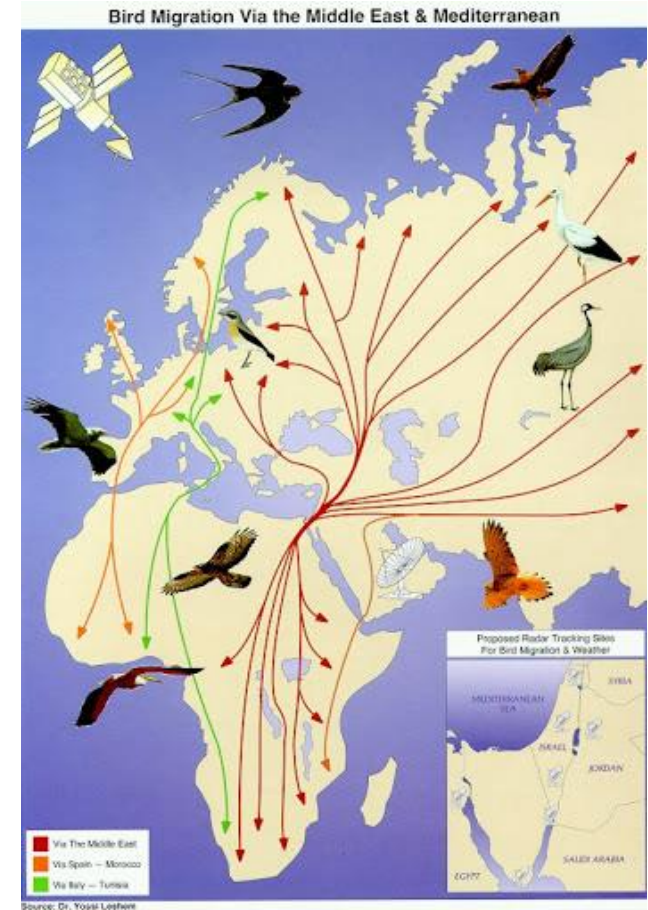 Bird Migration Via the Middle East & Mediterranean
Proposed Radar Tracking Sites
For Bird Migration & Weather
MEDITERRANEAN
SEA
SYRIA
ISRAEL
JORDAN
SAUDI ARABIA
EGYPT
Via The Middle East
Via Spain — Morocco
Via Italy — Tunisia
Source: Dr. Yossi Leshem